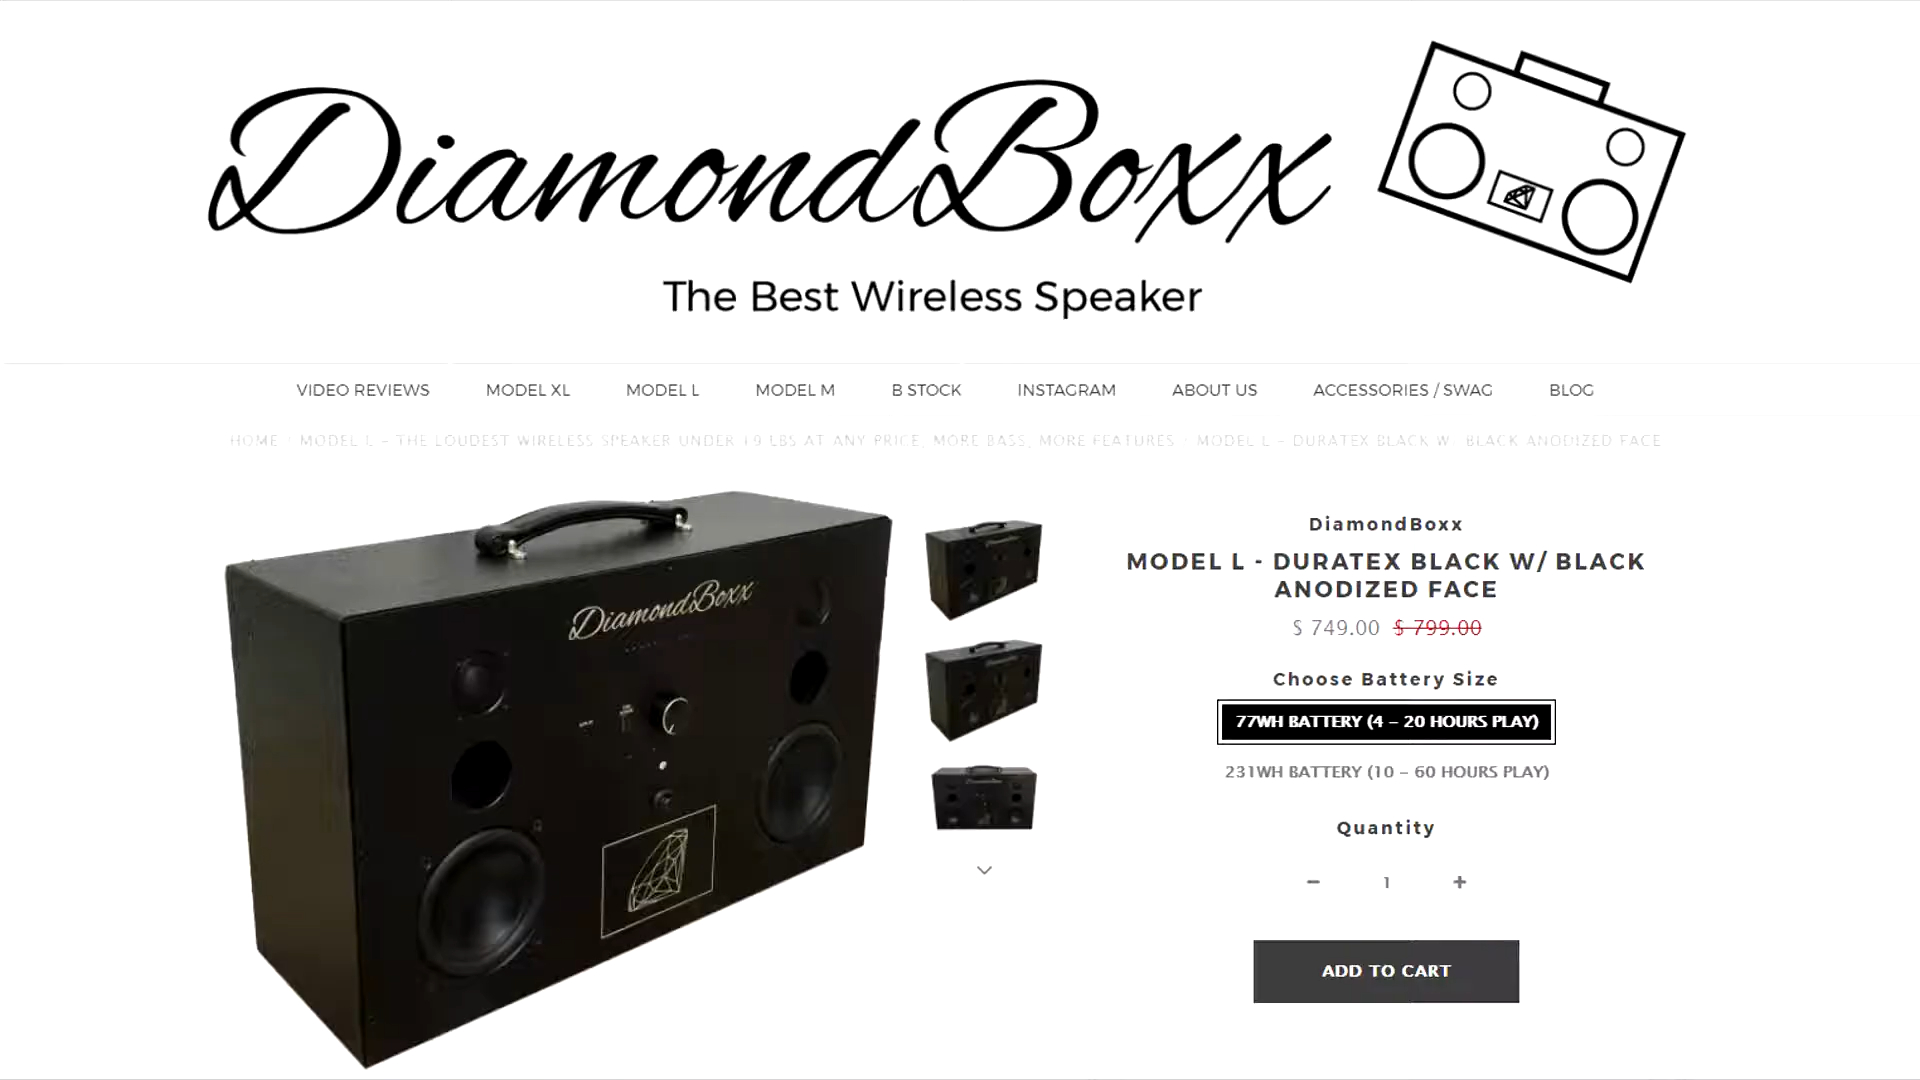 DiamondBoxx
The Best Wireless Speaker
VIDEO REVIEWS MODEL XL MODEL L MODEL M B STOCK INSTAGRAM ABOUT US ACCESSORIES / SWAG BLOG
HOME MODEL L – THE LOUDEST WIRELESS SPEAKER UNDER 19 LBS AT ANY PRICE, MORE BASS, MORE FEATURES MODEL L – DURATEX BLACK W BLACK ANODIZED FACE
DiamondBoxx
DiamondBoxx
MODEL L - DURATEX BLACK W/ BLACK
ANODIZED FACE
$ 749.00 $ 799.00
Choose Battery Size
77WH BATTERY (4 – 20 HOURS PLAY)
231WH BATTERY (10 – 60 HOURS PLAY)
Quantity
− 1 +
ADD TO CART